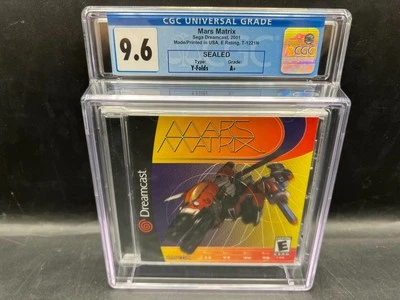 CGC UNIVERSAL GRADE
9.6
Mars Matrix
Sega Dreamcast, 2001
Made/Printed in USA, E Rating, T-1221N
SEALED
Type: Grade:
Y-Folds A+
CGC
MARS
MATRIX
Dreamcast
E